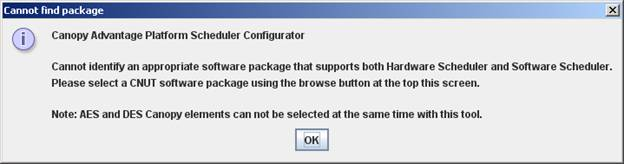 Cannot find package
Canopy Advantage Platform Scheduler Configurator
Cannot identify an appropriate software package that supports both Hardware Scheduler and Software Scheduler.
Please select a CNUT software package using the browse button at the top this screen.
Note: AES and DES Canopy elements can not be selected at the same time with this tool.
OK